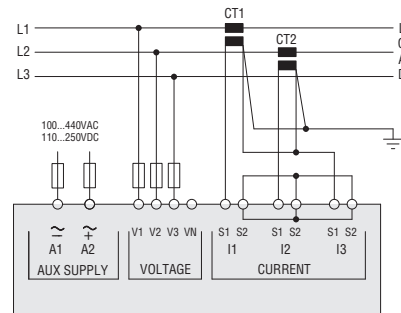 CT1
L1
L2
CT2
L3
L
O
A
D
100...440VAC
110...250VDC
V1 V2 V3 VN
S1 S2 S1 S2 S1 S2
A1 A2
I1 I2 I3
AUX SUPPLY VOLTAGE CURRENT